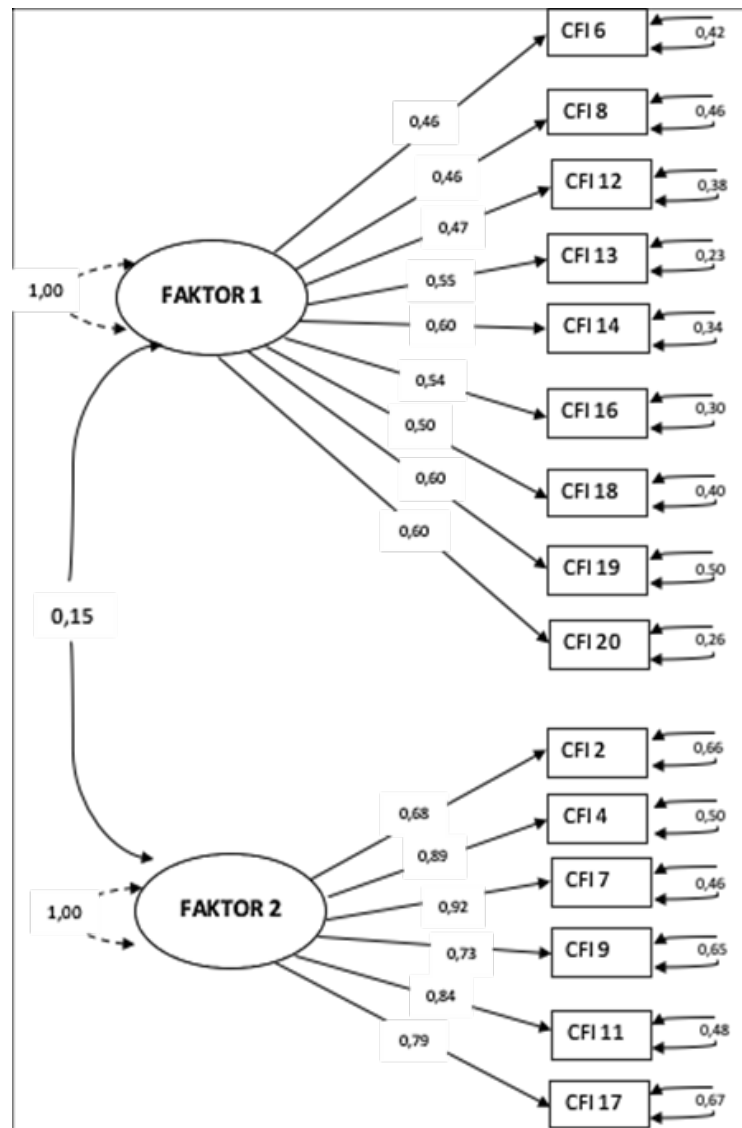 CFI 6
0,42
0,46
CFI 8
0,46
0,46
CFI 12
0,38
0,47
CFI 13
0,23
0,55
1,00
FAKTOR 1
0,60
CFI 14
0,34
0,54
CFI 16
0,30
0,50
CFI 18
0,40
0,60
0,60
CFI 19
0,50
0,15
CFI 20
0,26
CFI 2
0,66
0,68
CFI 4
0,50
0,89
CFI 7
0,46
1,00
FAKTOR 2
0,92
0,73
CFI 9
0,65
0,84
CFI 11
0,48
0,79
CFI 17
0,67